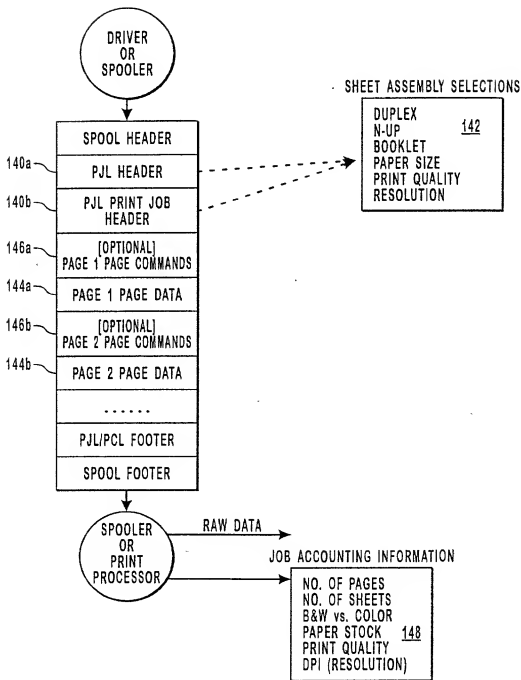 DRIVER
OR
SPOOLER
SHEET ASSEMBLY SELECTIONS
DUPLEX
142
N-UP
BOOKLET
PAPER SIZE
PRINT QUALITY
RESOLUTION
SPOOL HEADER
140a
PJL HEADER
140b
PJL PRINT JOB
HEADER
146a
[OPTIONAL]
PAGE 1 PAGE COMMANDS
144a
PAGE 1 PAGE DATA
146b
[OPTIONAL]
PAGE 2 PAGE COMMANDS
144b
PAGE 2 PAGE DATA
......
PJL/PCL FOOTER
SPOOL FOOTER
SPOOLER
OR
PRINT
PROCESSOR
RAW DATA
JOB ACCOUNTING INFORMATION
NO. OF PAGES
NO. OF SHEETS
B&W vs. COLOR
PAPER STOCK 148
PRINT QUALITY
DPI (RESOLUTION)